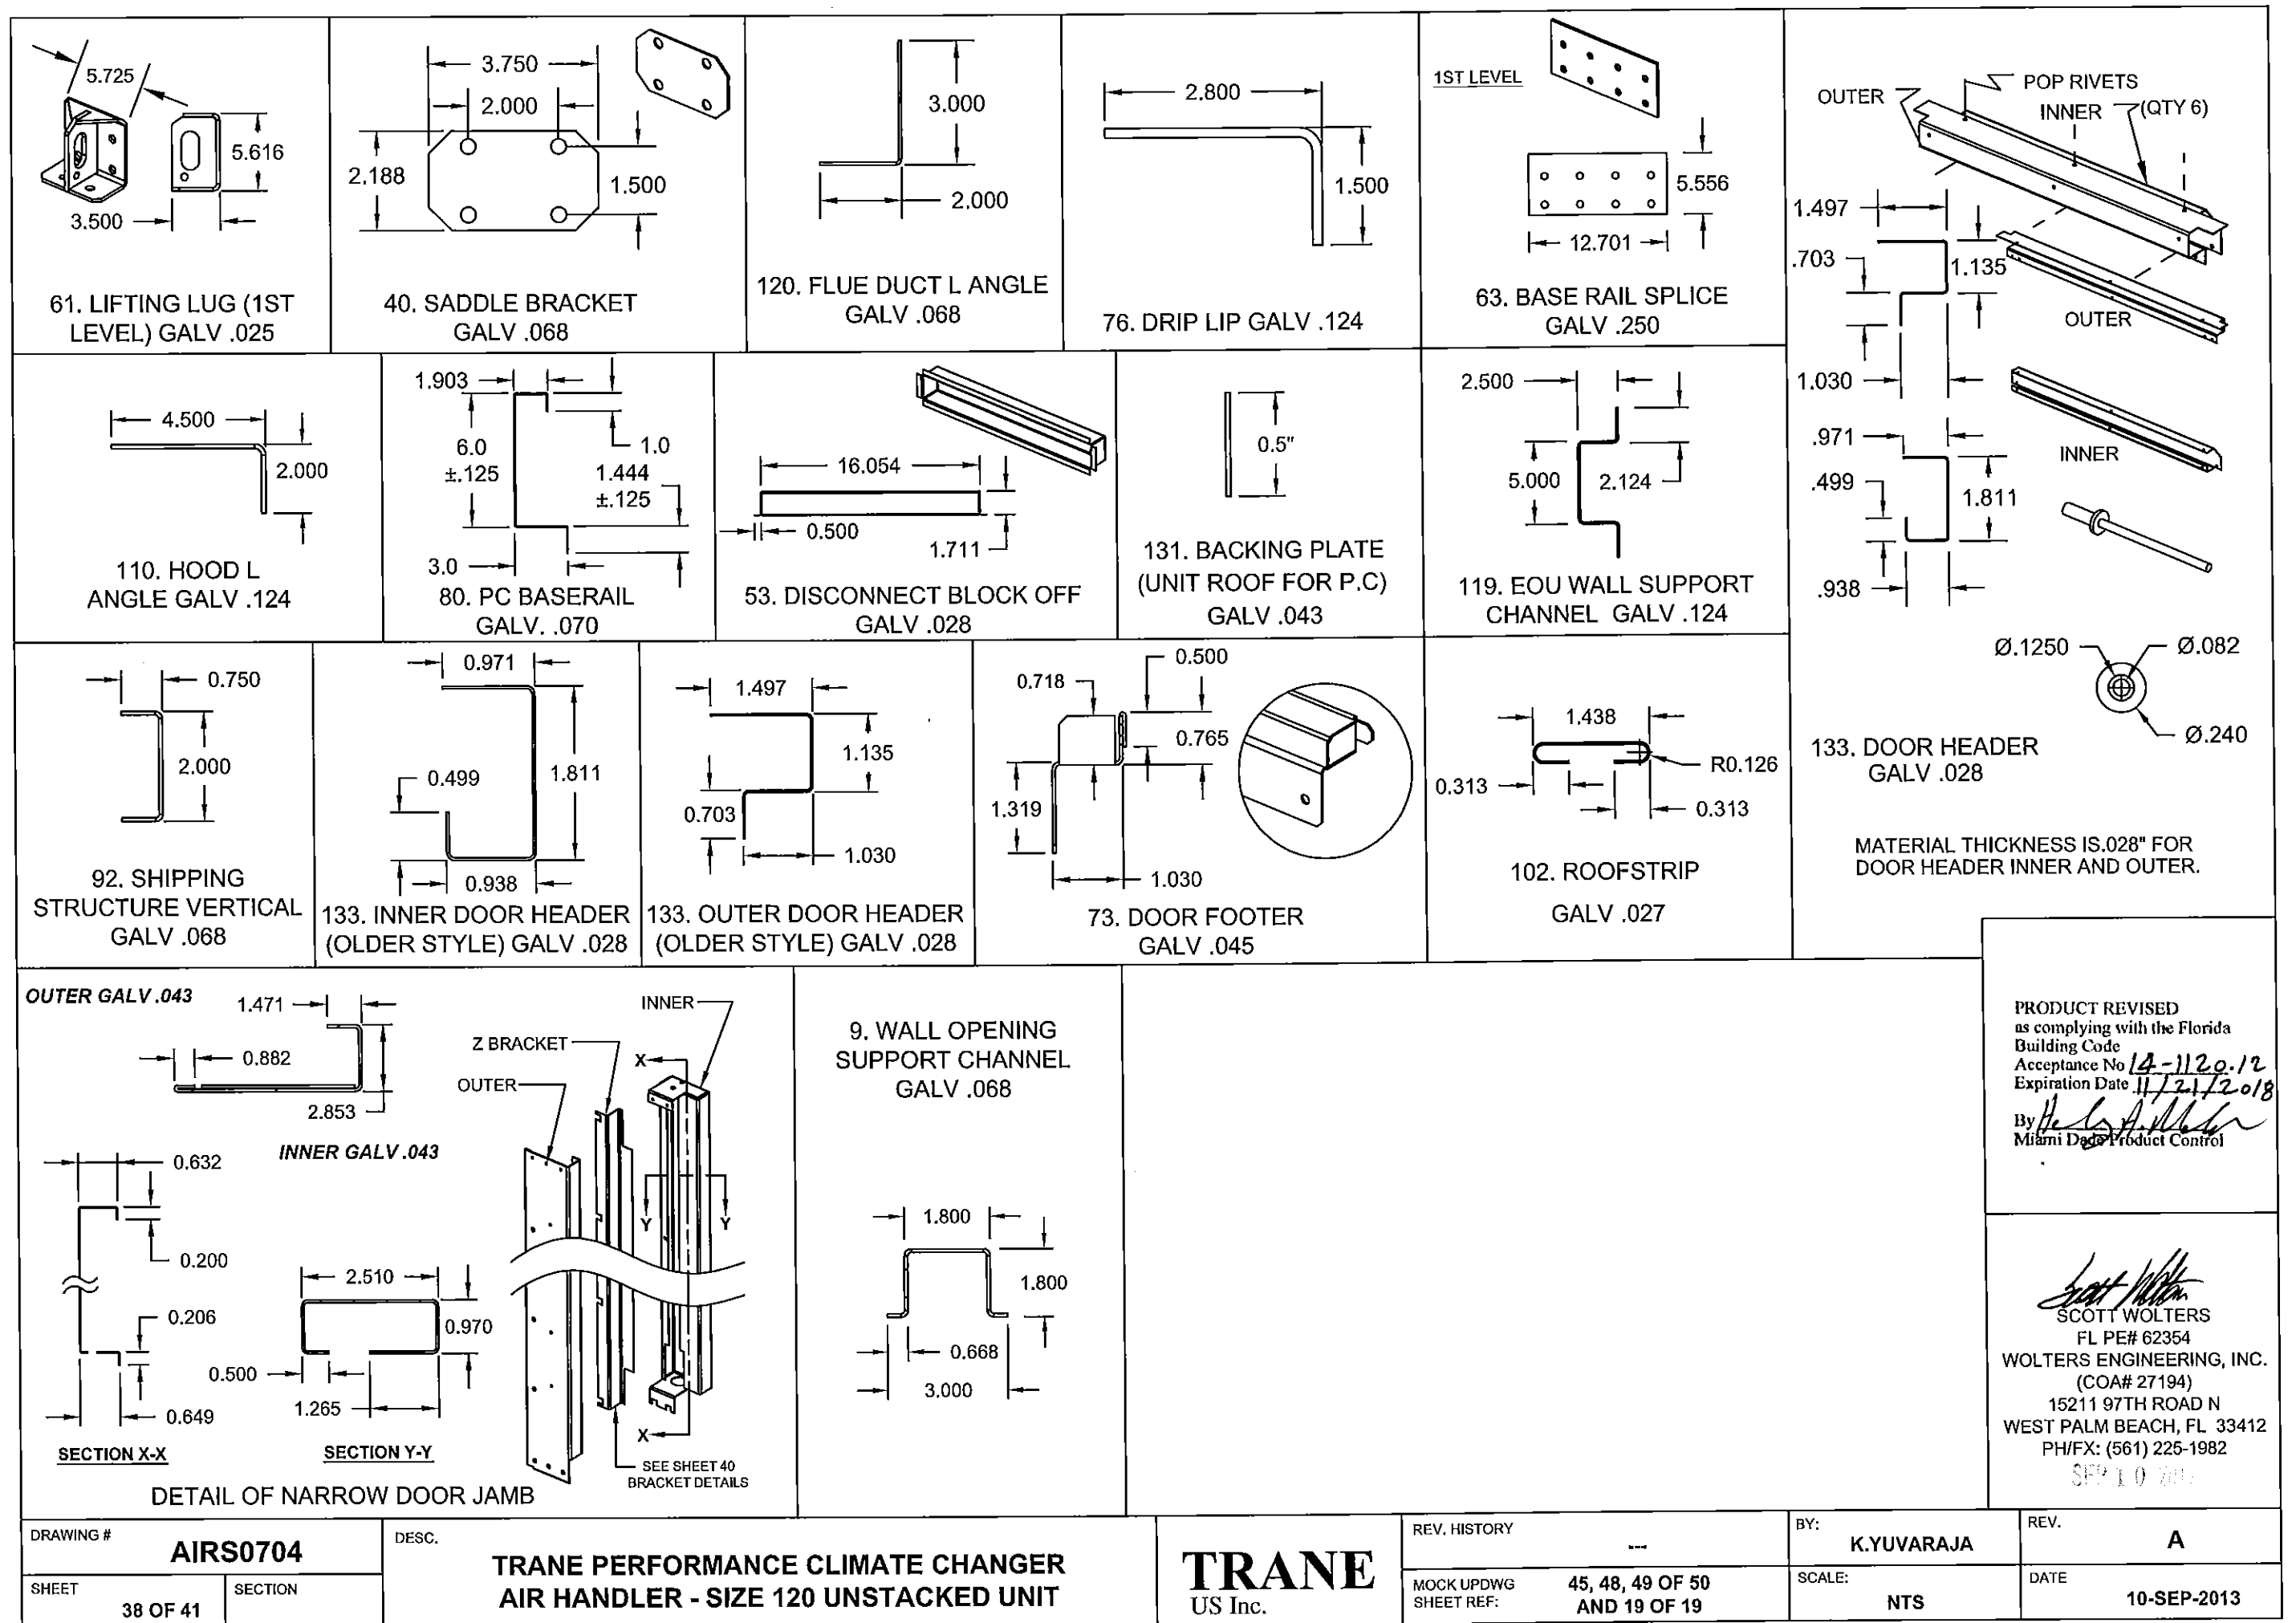 5.725
5.616
3.500
61. LIFTING LUG (1ST
LEVEL) GALV .025
3.750
2.000
2.188
1.500
40. SADDLE BRACKET
GALV .068
3.000
2.000
120. FLUE DUCT L ANGLE
GALV .068
2.800
1.500
76. DRIP LIP GALV .124
1ST LEVEL
5.556
12.701
63. BASE RAIL SPLICE
GALV .250
OUTER
POP RIVETS
INNER
(QTY 6)
1.497
.703
1.135
OUTER
1.030
.971
INNER
.499
1.811
.938
Ø.1250
Ø.082
Ø.240
133. DOOR HEADER
GALV .028
MATERIAL THICKNESS IS.028" FOR
DOOR HEADER INNER AND OUTER.
4.500
2.000
110. HOOD L
ANGLE GALV .124
1.903
6.0
±.125
1.0
1.444
±.125
3.0
80. PC BASERAIL
GALV. .070
16.054
0.500
1.711
53. DISCONNECT BLOCK OFF
GALV .028
0.5"
131. BACKING PLATE
(UNIT ROOF FOR P.C)
GALV .043
2.500
5.000
2.124
119. EOU WALL SUPPORT
CHANNEL GALV .124
0.750
2.000
92. SHIPPING
STRUCTURE VERTICAL
GALV .068
0.971
0.499
1.811
0.938
133. INNER DOOR HEADER
(OLDER STYLE) GALV .028
1.497
1.135
0.703
1.030
133. OUTER DOOR HEADER
(OLDER STYLE) GALV .028
0.500
0.718
0.765
1.319
1.030
73. DOOR FOOTER
GALV .045
1.438
R0.126
0.313
0.313
102. ROOFSTRIP
GALV .027
OUTER GALV .043
1.471
0.882
2.853
INNER GALV .043
0.632
0.200
0.206
0.649
SECTION X-X
2.510
0.970
0.500
1.265
SECTION Y-Y
INNER
Z BRACKET
OUTER
X
Y
Y
X
SEE SHEET 40
BRACKET DETAILS
DETAIL OF NARROW DOOR JAMB
9. WALL OPENING
SUPPORT CHANNEL
GALV .068
1.800
1.800
0.668
3.000
PRODUCT REVISED
as complying with the Florida
Building Code
Acceptance No 14-1120.12
Expiration Date 11/21/2018
By
Miami Dade Product Control
SCOTT WOLTERS
FL PE# 62354
WOLTERS ENGINEERING, INC.
(COA# 27194)
15211 97TH ROAD N
WEST PALM BEACH, FL 33412
PH/FX: (561) 225-1982
SEP 10
DRAWING #
AIRS0704
SHEET
38 OF 41
SECTION
DESC.
TRANE PERFORMANCE CLIMATE CHANGER
AIR HANDLER - SIZE 120 UNSTACKED UNIT
TRANE
US Inc.
REV. HISTORY
---
MOCK UPDWG
SHEET REF:
45, 48, 49 OF 50
AND 19 OF 19
BY:
K.YUVARAJA
SCALE:
NTS
REV.
A
DATE
10-SEP-2013